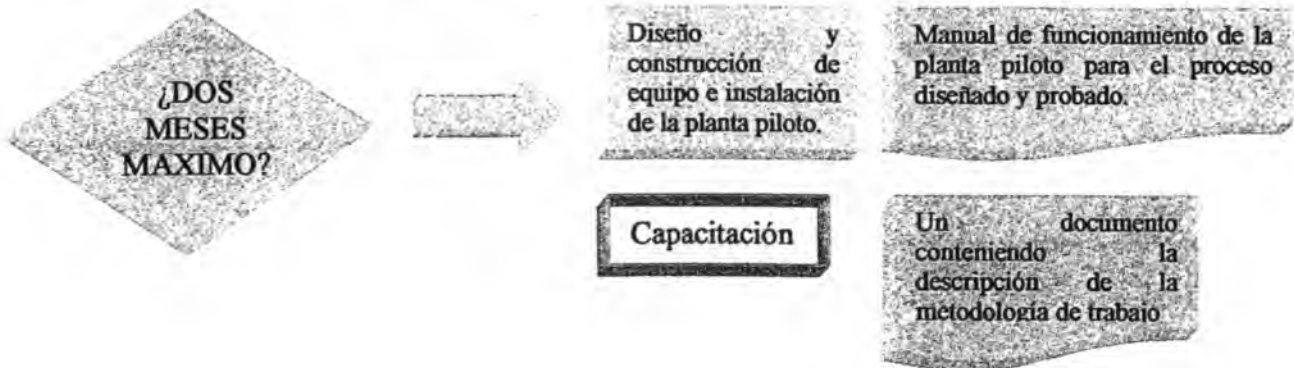 ¿DOS
MESES
MAXIMO?
Diseño y
construcción de
equipo e instalación
de la planta piloto.
Manual de funcionamiento de la
planta piloto para el proceso
diseñado y probado.
Capacitación
Un documento
conteniendo la
descripción de la
metodología de trabajo